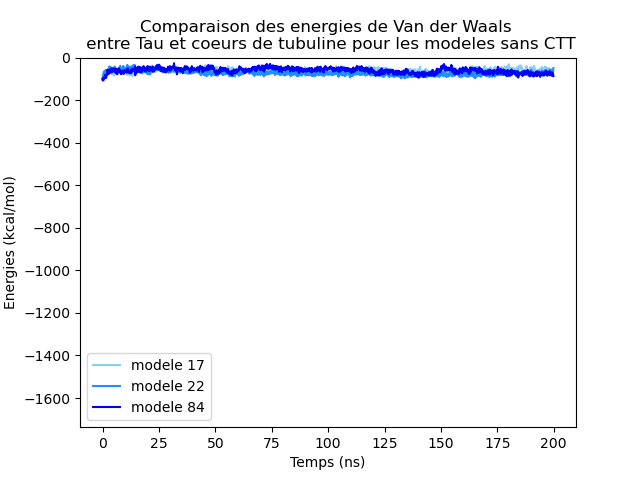 Comparaison des energies de Van der Waals
entre Tau et coeurs de tubuline pour les modeles sans CTT
Energies (kcal/mol)
0
−200
−400
−600
−800
−1000
−1200
−1400
−1600
modele 17
modele 22
modele 84
0 25 50 75 100 125 150 175 200
Temps (ns)